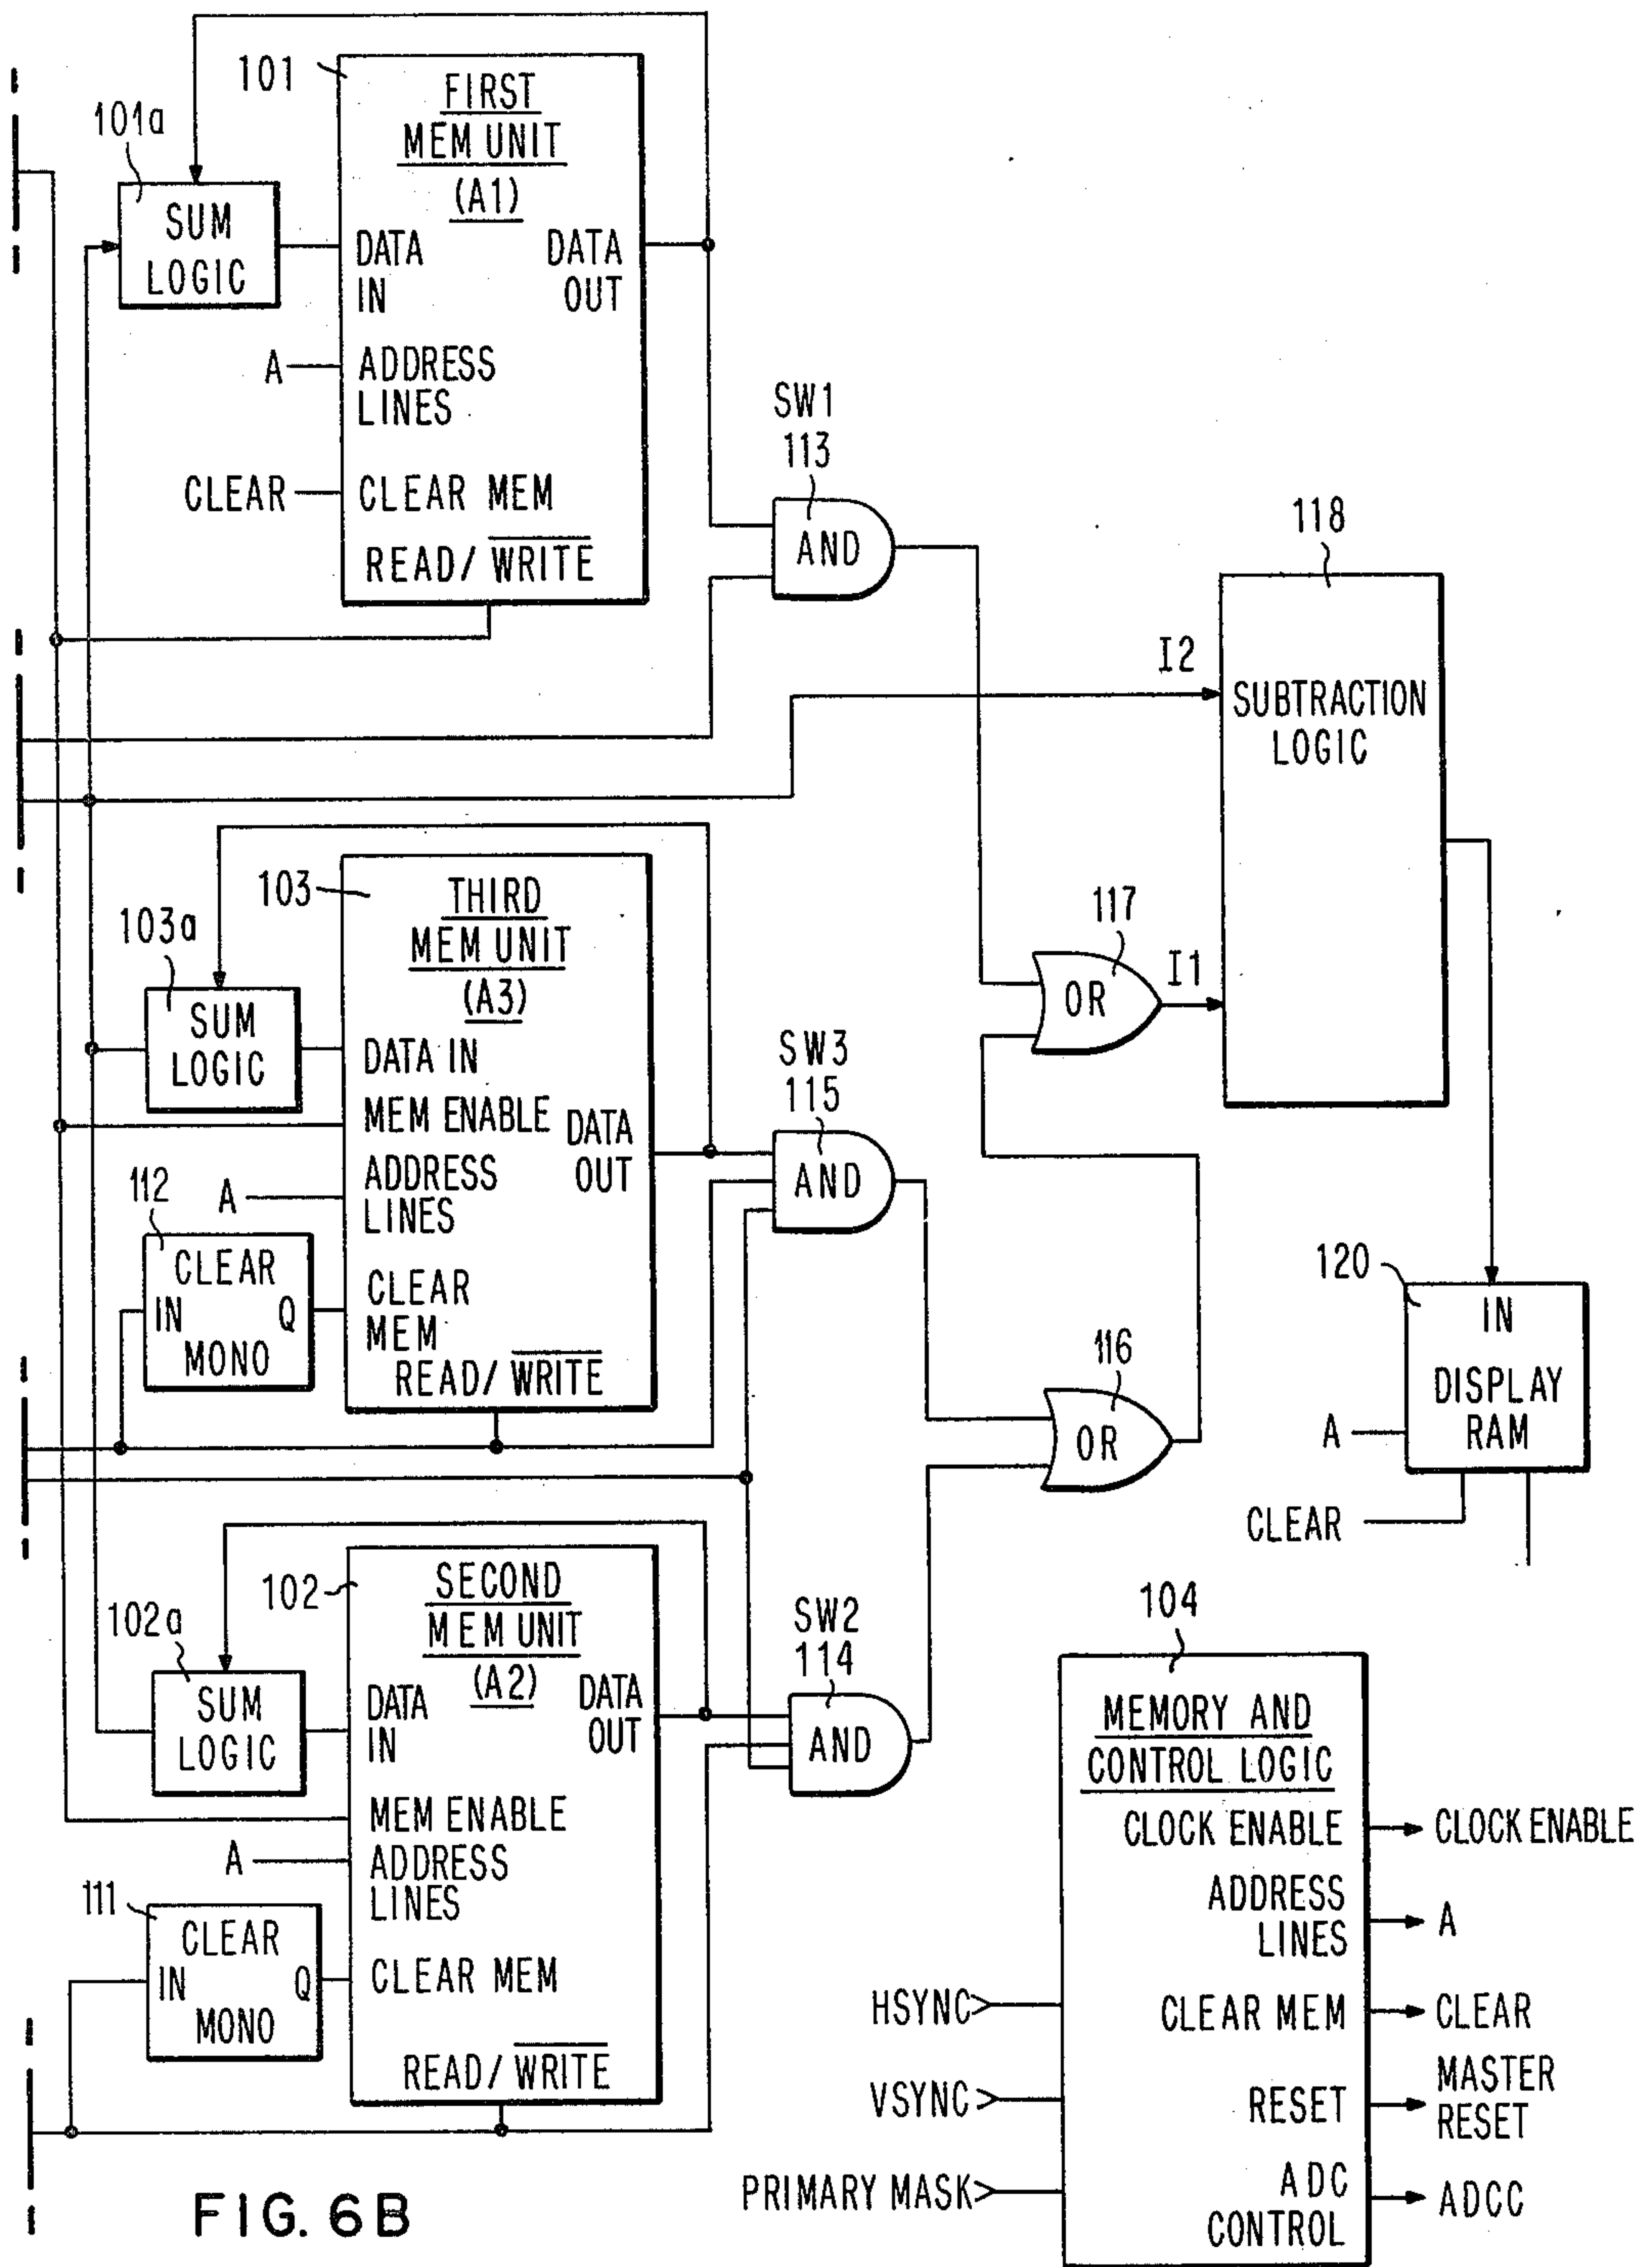 101
FIRST
MEM UNIT
(A1)
101a
SUM
LOGIC
DATA
IN
DATA
OUT
A
ADDRESS
LINES
CLEAR
CLEAR MEM
READ/ WRITE
SW1
113
AND
118
I2
SUBTRACTION
LOGIC
103
THIRD
MEM UNIT
(A3)
103a
SUM
LOGIC
DATA IN
MEM ENABLE
DATA
OUT
A
ADDRESS
LINES
112
CLEAR
IN
Q
MONO
CLEAR
MEM
READ/ WRITE
SW3
115
AND
117
OR
I1
116
OR
120
IN
DISPLAY
RAM
A
CLEAR
102
SECOND
MEM UNIT
(A2)
102a
SUM
LOGIC
DATA
IN
DATA
OUT
MEM ENABLE
A
ADDRESS
LINES
111
CLEAR
IN
Q
MONO
CLEAR MEM
READ/ WRITE
SW2
114
AND
104
MEMORY AND
CONTROL LOGIC
CLOCK ENABLE
CLOCK ENABLE
ADDRESS
LINES
A
HSYNC
CLEAR MEM
CLEAR
VSYNC
RESET
MASTER
RESET
PRIMARY MASK
ADC
CONTROL
ADCC
FIG. 6B